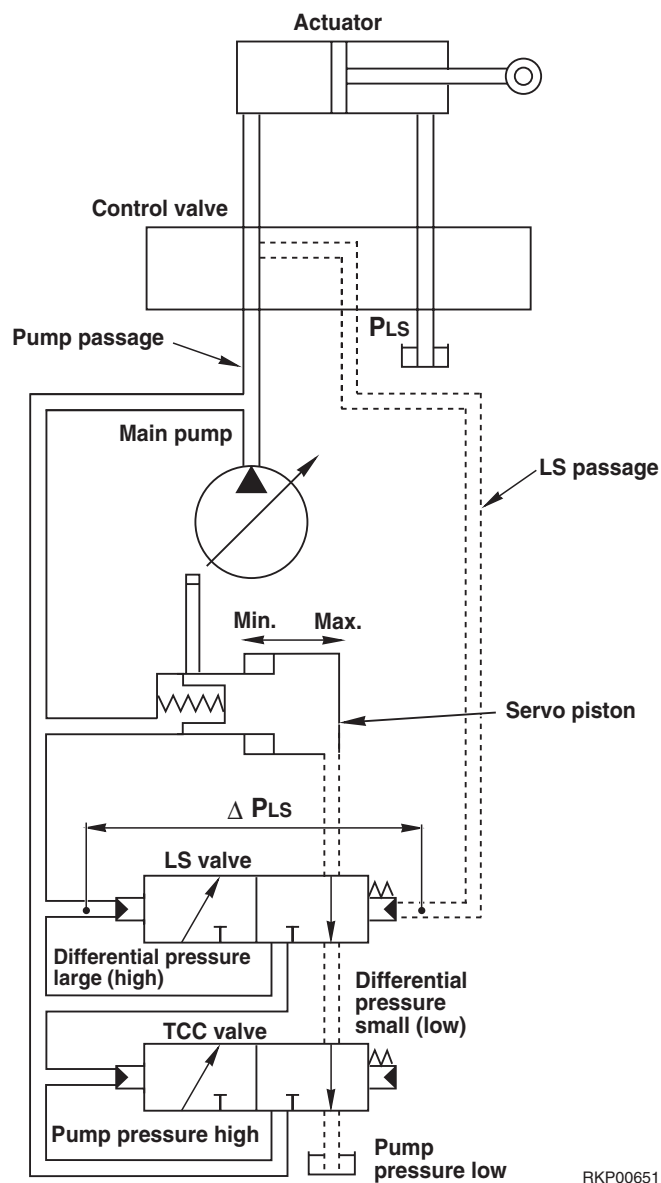 Actuator
Control valve
PLS
Pump passage
Main pump
LS passage
Min.
Max.
Servo piston
Δ PLS
LS valve
Differential pressure
large (high)
Differential
pressure
small (low)
TCC valve
Pump pressure high
Pump
pressure low
RKP00651